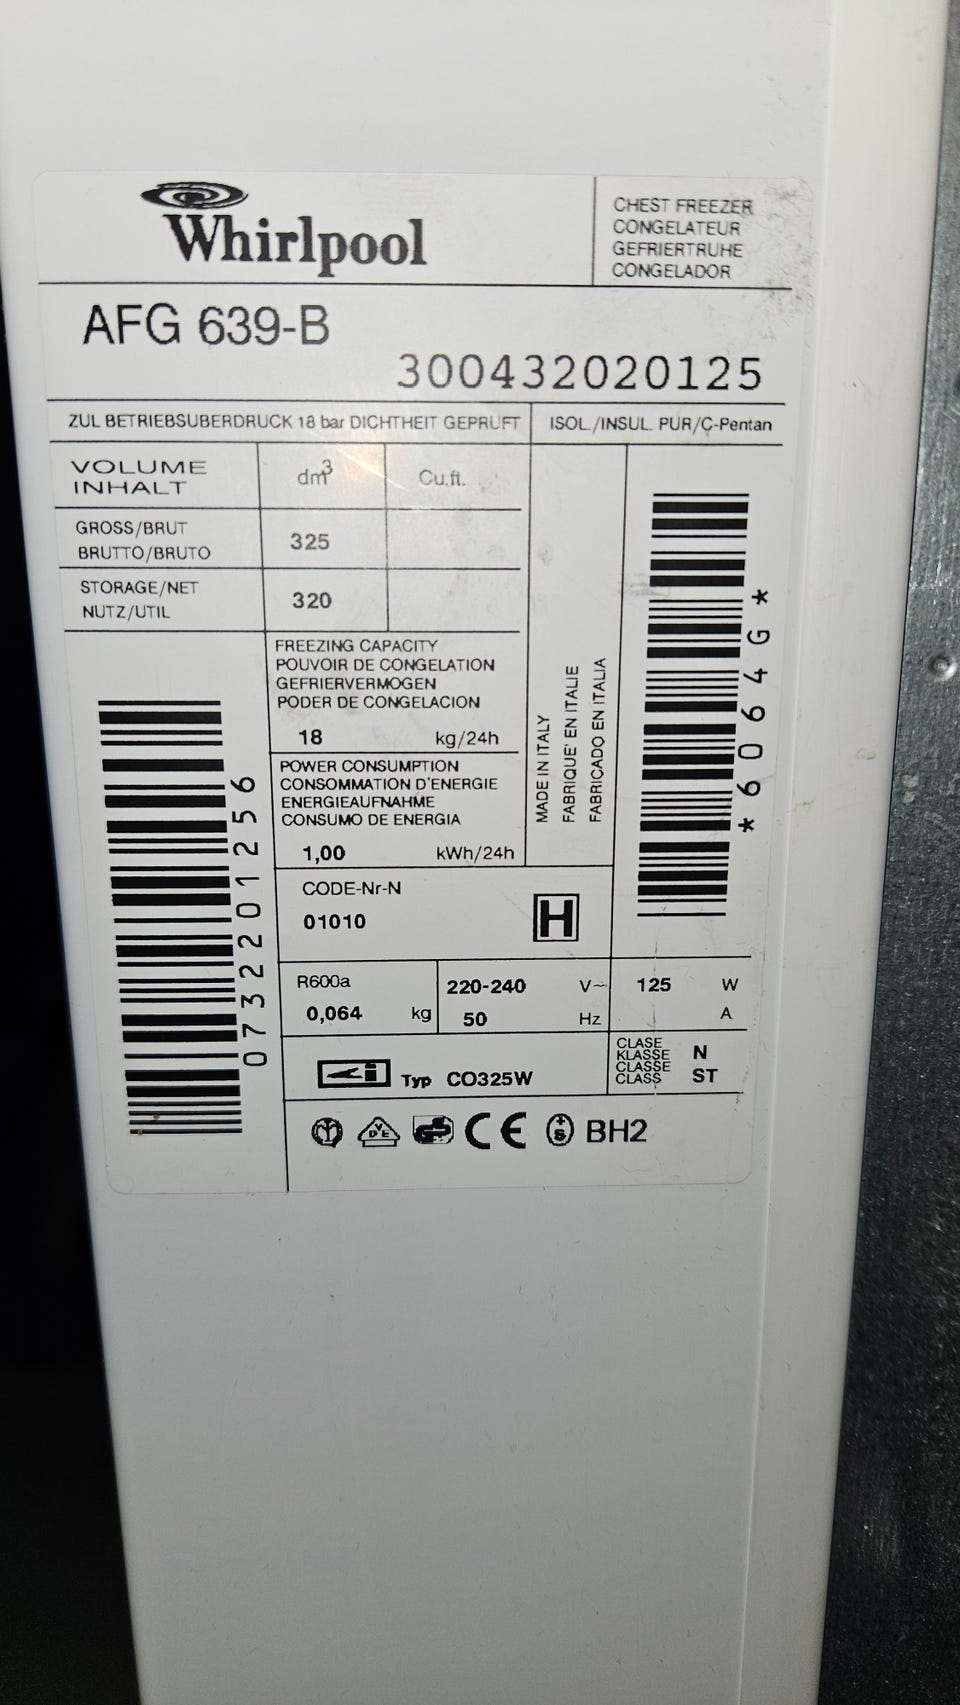 Whirlpool
CHEST FREEZER
CONGELATEUR
GEFRIERTRUHE
CONGELADOR
AFG 639-B
300432020125
ZUL BETRIEBSUBERDRUCK 18 bar DICHTHEIT GEPRUFT
ISOL./INSUL. PUR/C-Pentan
VOLUME
INHALT
dm³
Cu.ft.
GROSS/BRUT
BRUTTO/BRUTO
325
STORAGE/NET
NUTZ/UTIL
320
FREEZING CAPACITY
POUVOIR DE CONGELATION
GEFRIERVERMOGEN
PODER DE CONGELACION
18 kg/24h
POWER CONSUMPTION
CONSOMMATION D'ENERGIE
ENERGIEAUFNAHME
CONSUMO DE ENERGIA
1,00 kWh/24h
MADE IN ITALY
FABRIQUE' EN ITALIE
FABRICADO EN ITALIA
*6064G*
0732201256
CODE-Nr-N
01010
H
R600a
0,064 kg
220-240 V~
50 Hz
125 W
A
Typ CO325W
CLASE
KLASSE
CLASSE
CLASS
N
ST
VDE
GS
CE
+S
BH2